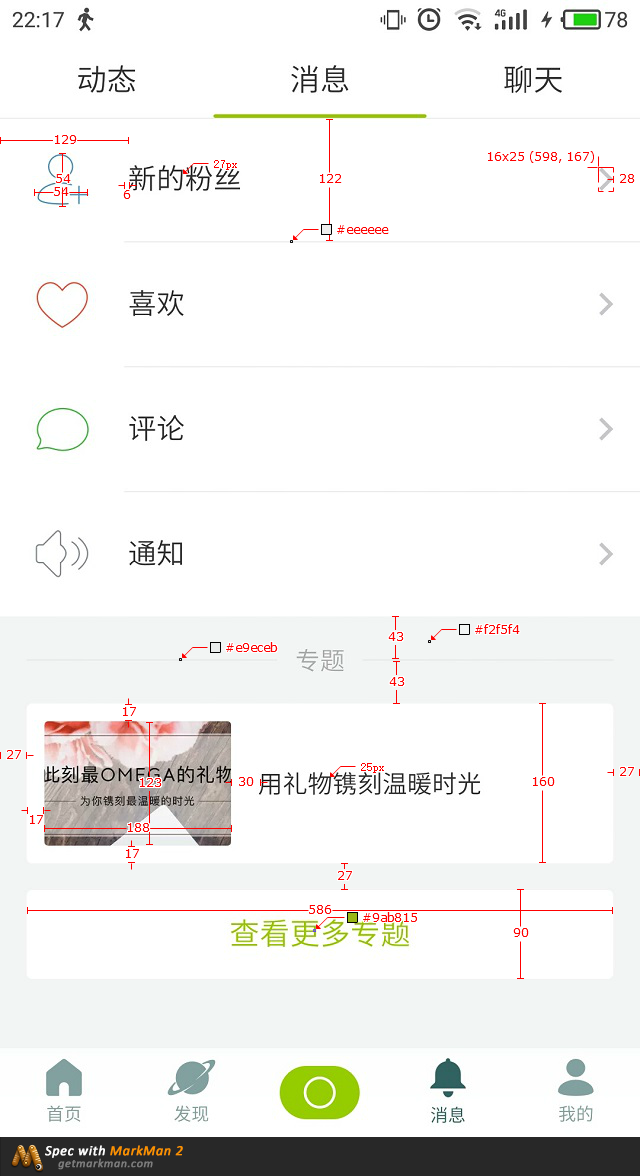 22:17 4G 78
动态 消息 聊天
129
16x25 (598, 167)
27px
新的粉丝
54
54
6
122
28
#eeeeee
喜欢
评论
通知
#f2f5f4
43
#e9eceb
专题
43
17
27
25px
27
此刻最OMEGA的礼物
123
30
用礼物镌刻温暖时光
160
为你镌刻最温暖的时光
17
188
17
27
586
#9ab815
查看更多专题
90
首页 发现 消息 我的
Spec with MarkMan 2
getmarkman.com